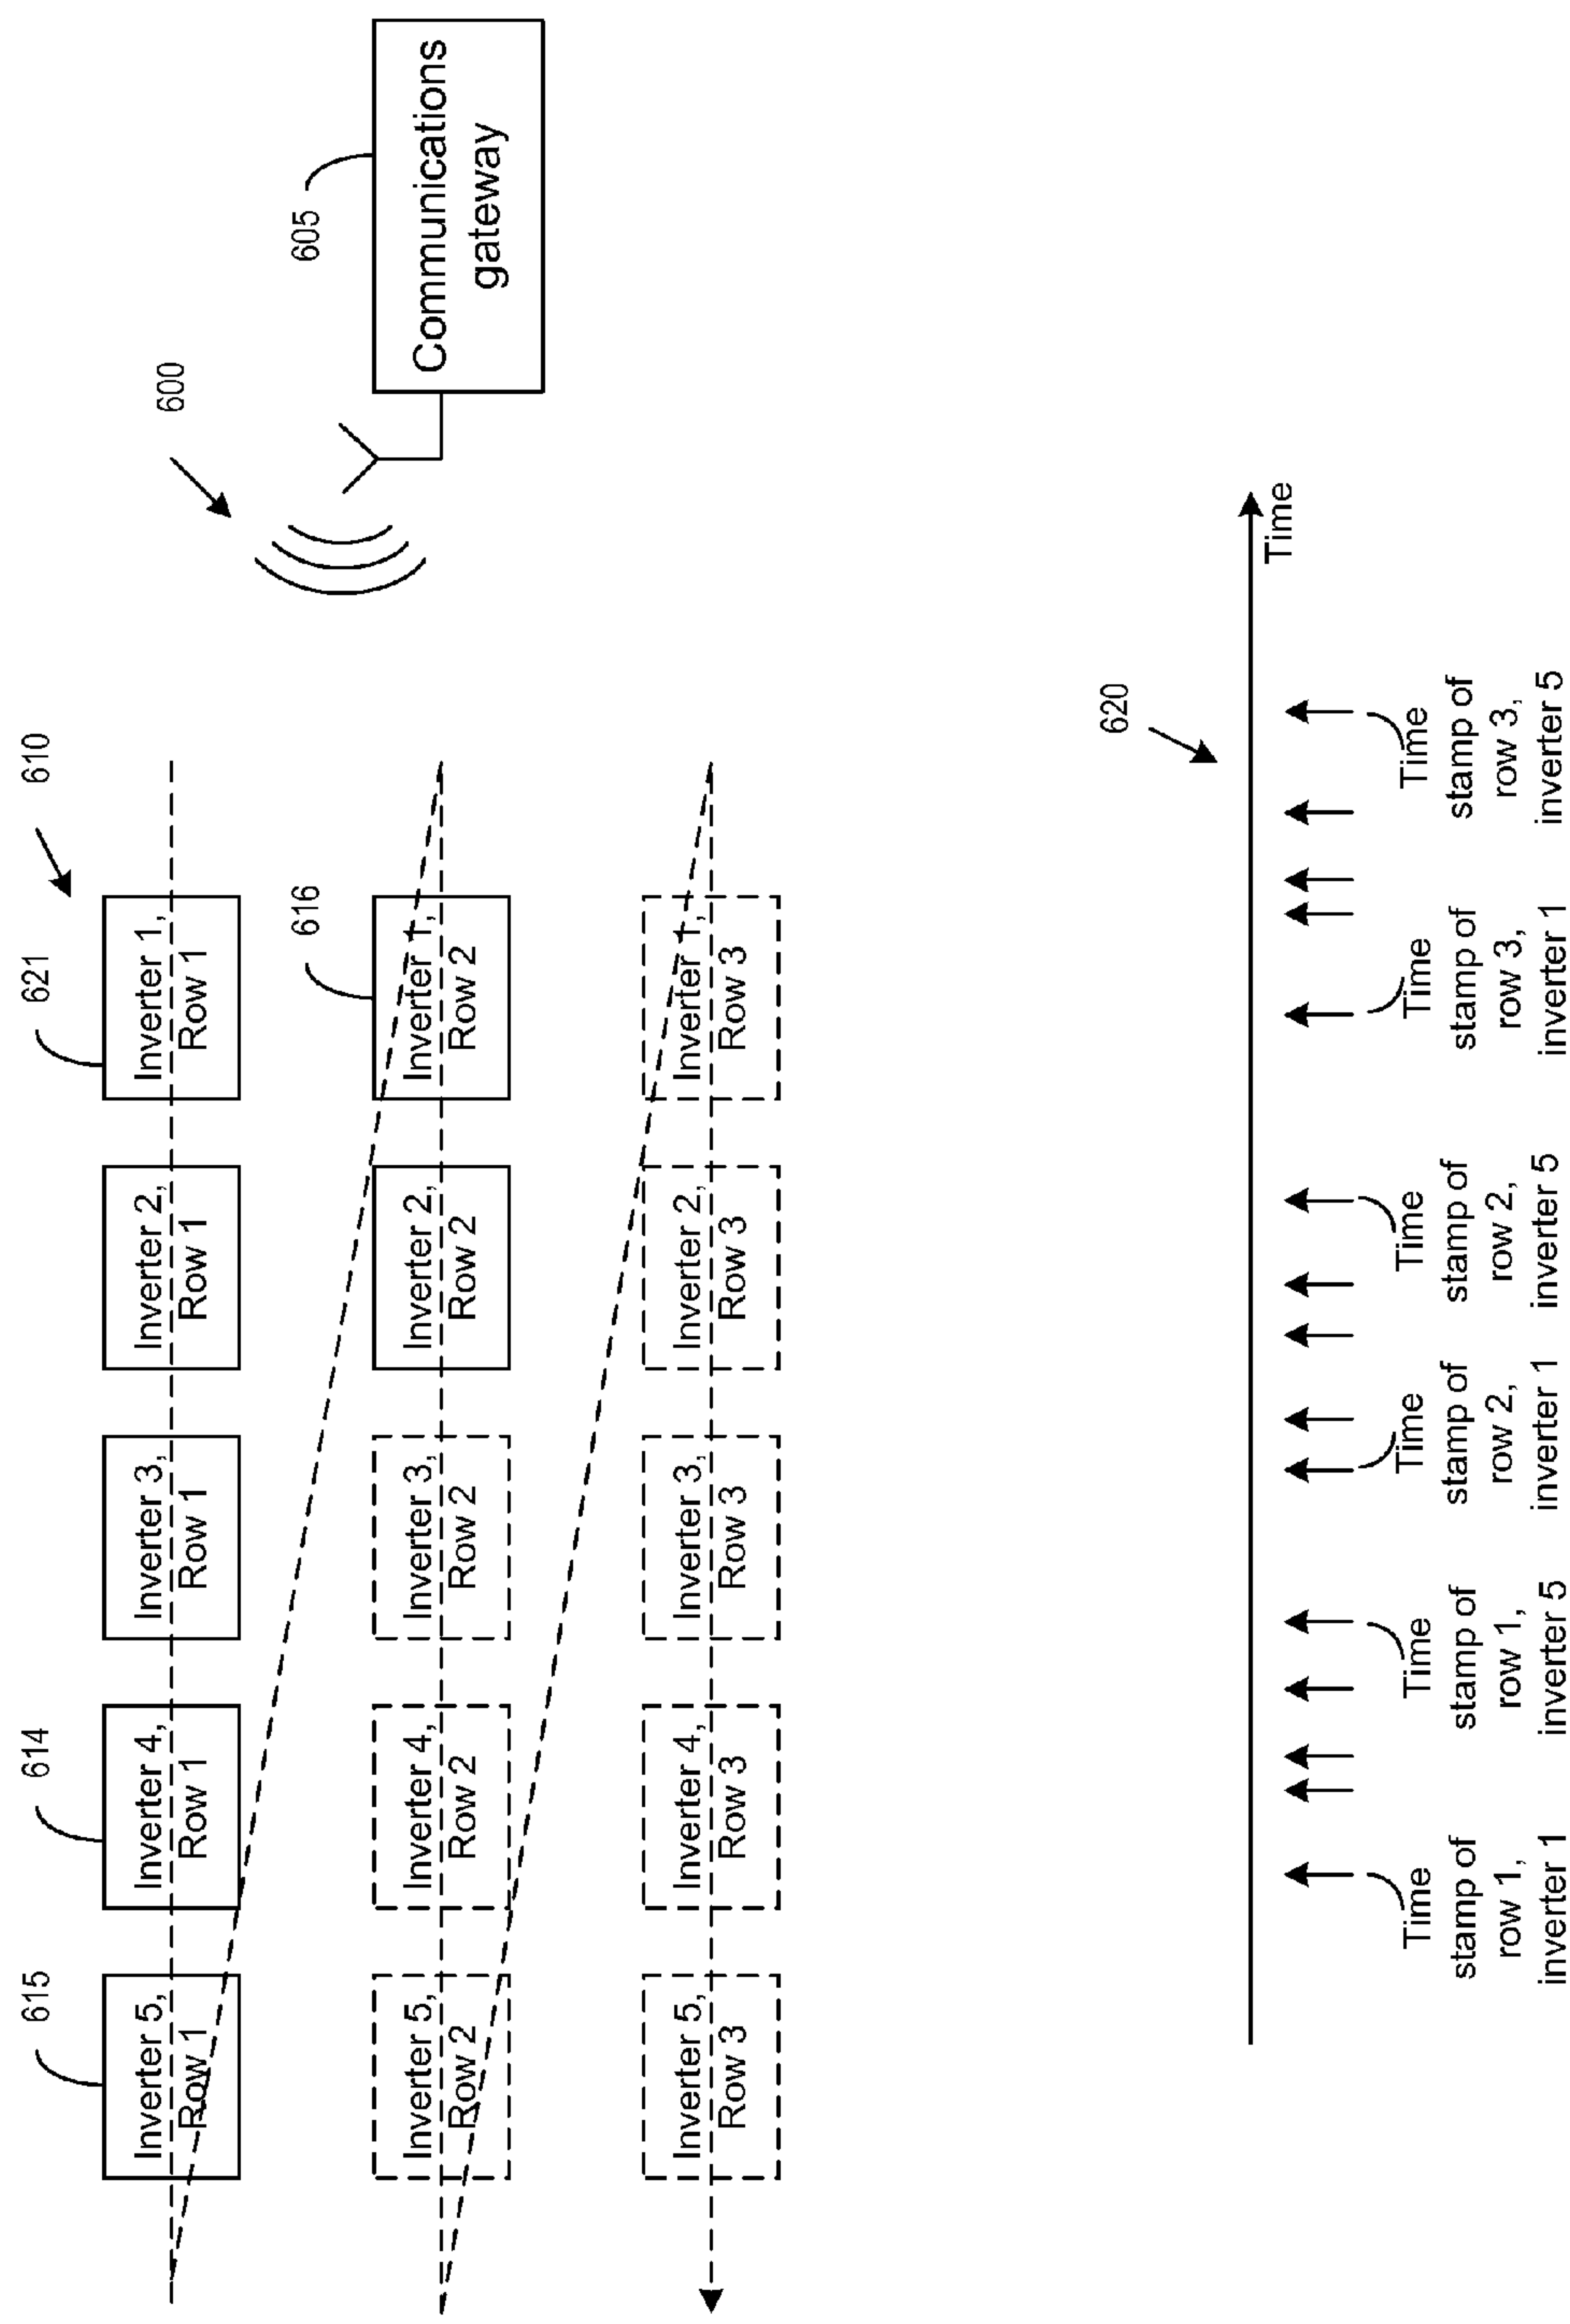 600
605
Communications
gateway
610
615
614
621
616
Inverter 5,
Row 1
Inverter 4,
Row 1
Inverter 3,
Row 1
Inverter 2,
Row 1
Inverter 1,
Row 1
Inverter 5,
Row 2
Inverter 4,
Row 2
Inverter 3,
Row 2
Inverter 2,
Row 2
Inverter 1,
Row 2
Inverter 5,
Row 3
Inverter 4,
Row 3
Inverter 3,
Row 3
Inverter 2,
Row 3
Inverter 1,
Row 3
620
Time
Time
stamp of
row 1,
inverter 1
Time
stamp of
row 1,
inverter 5
Time
stamp of
row 2,
inverter 1
Time
stamp of
row 2,
inverter 5
Time
stamp of
row 3,
inverter 1
Time
stamp of
row 3,
inverter 5